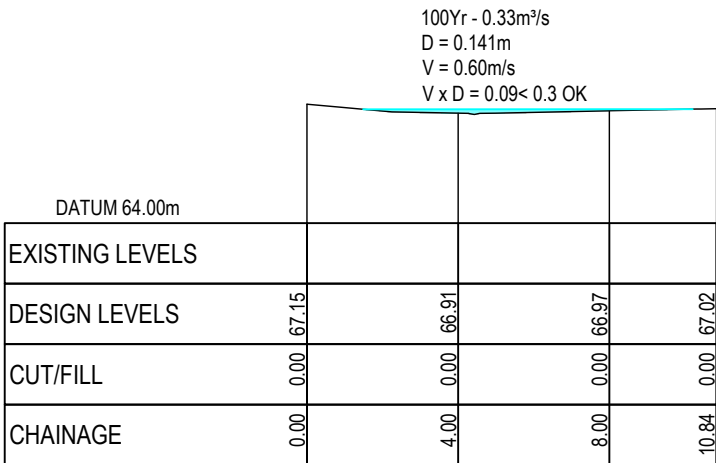 100Yr - 0.33m³/s
D = 0.141m
V = 0.60m/s
V x D = 0.09< 0.3 OK
DATUM 64.00m
EXISTING LEVELS
DESIGN LEVELS 67.15 66.91 66.97 67.02
CUT/FILL 0.00 0.00 0.00 0.00
CHAINAGE 0.00 4.00 8.00 10.84